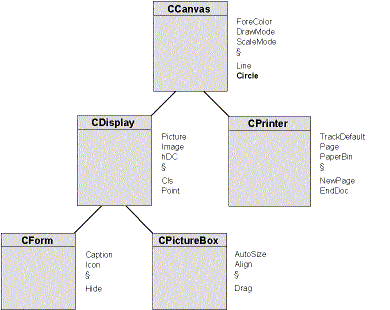 CCanvas
ForeColor
DrawMode
ScaleMode
§
Line
Circle
CDisplay
Picture
Image
hDC
§
Cls
Point
CPrinter
TrackDefault
Page
PaperBin
§
NewPage
EndDoc
CForm
Caption
Icon
§
Hide
CPictureBox
AutoSize
Align
§
Drag